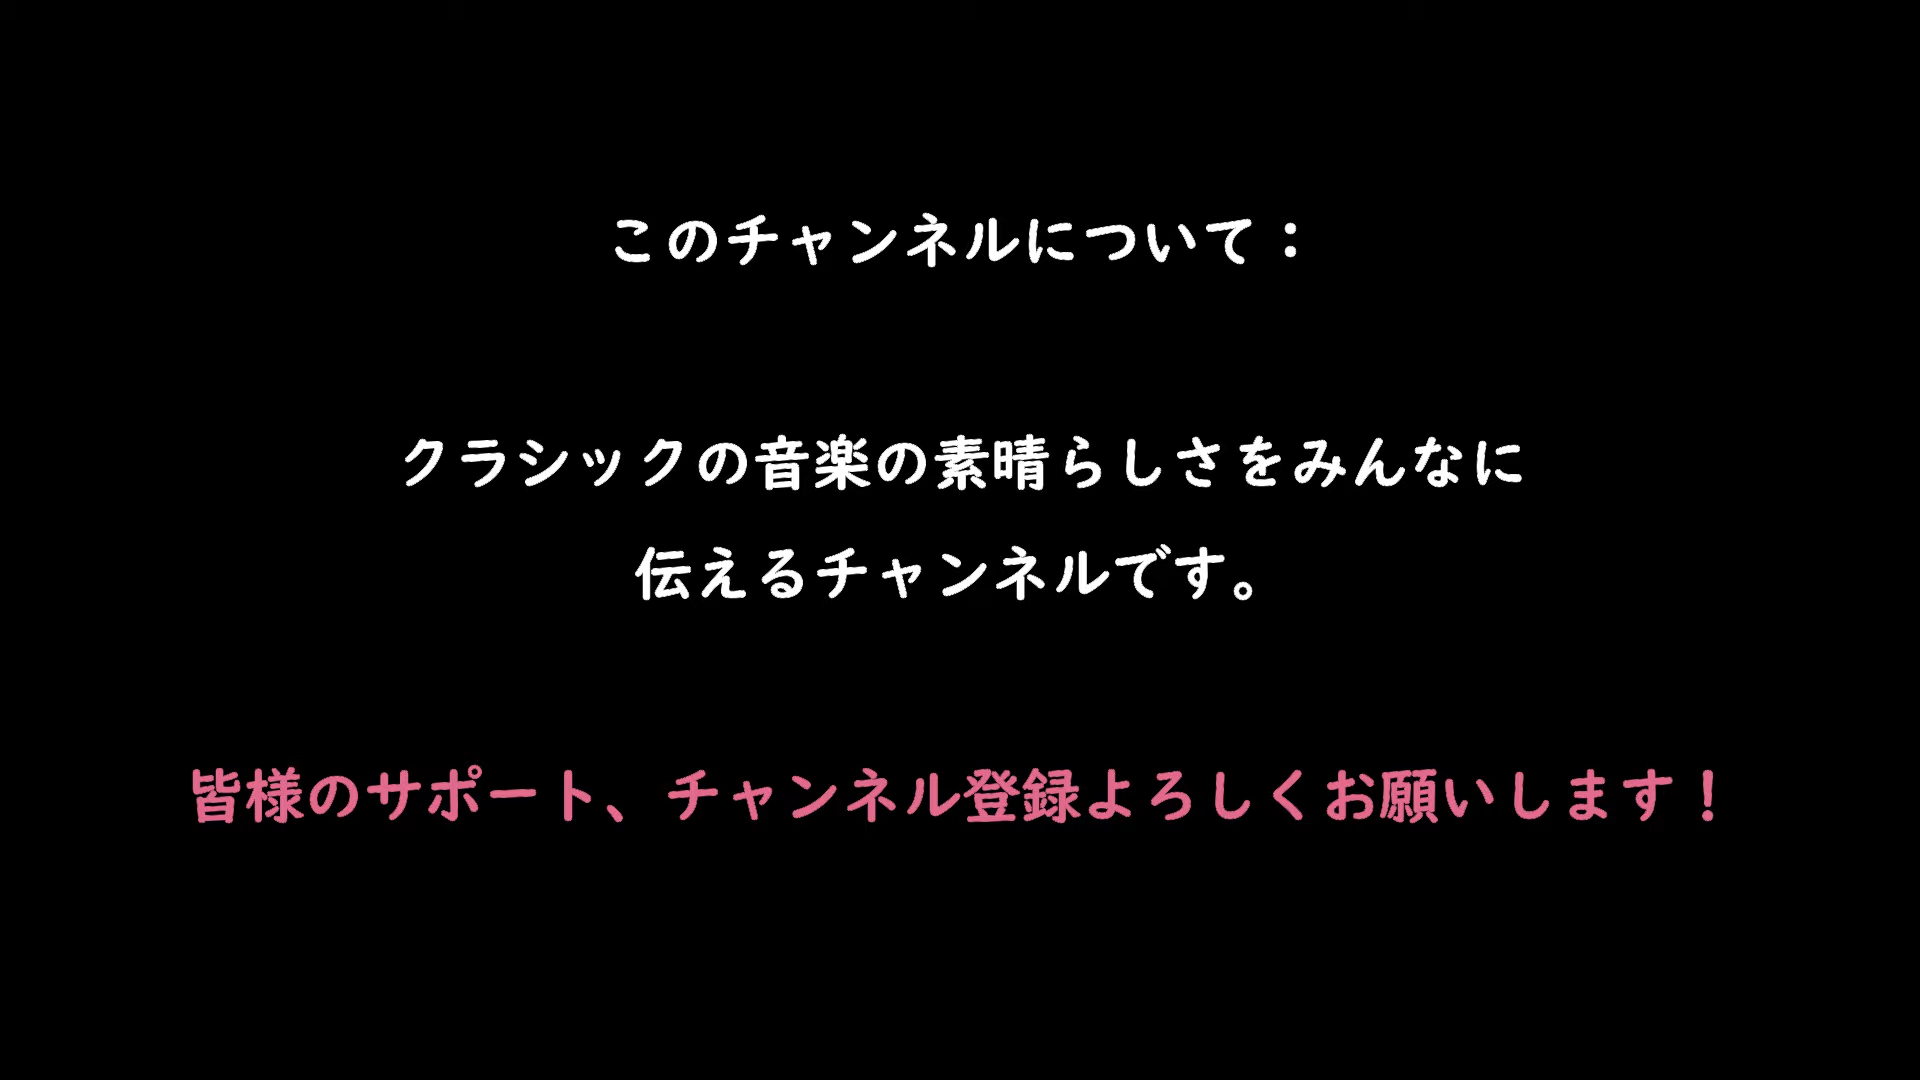 このチャンネルについて：
クラシックの音楽の素晴らしさをみんなに
伝えるチャンネルです。
皆様のサポート、チャンネル登録よろしくお願いします！